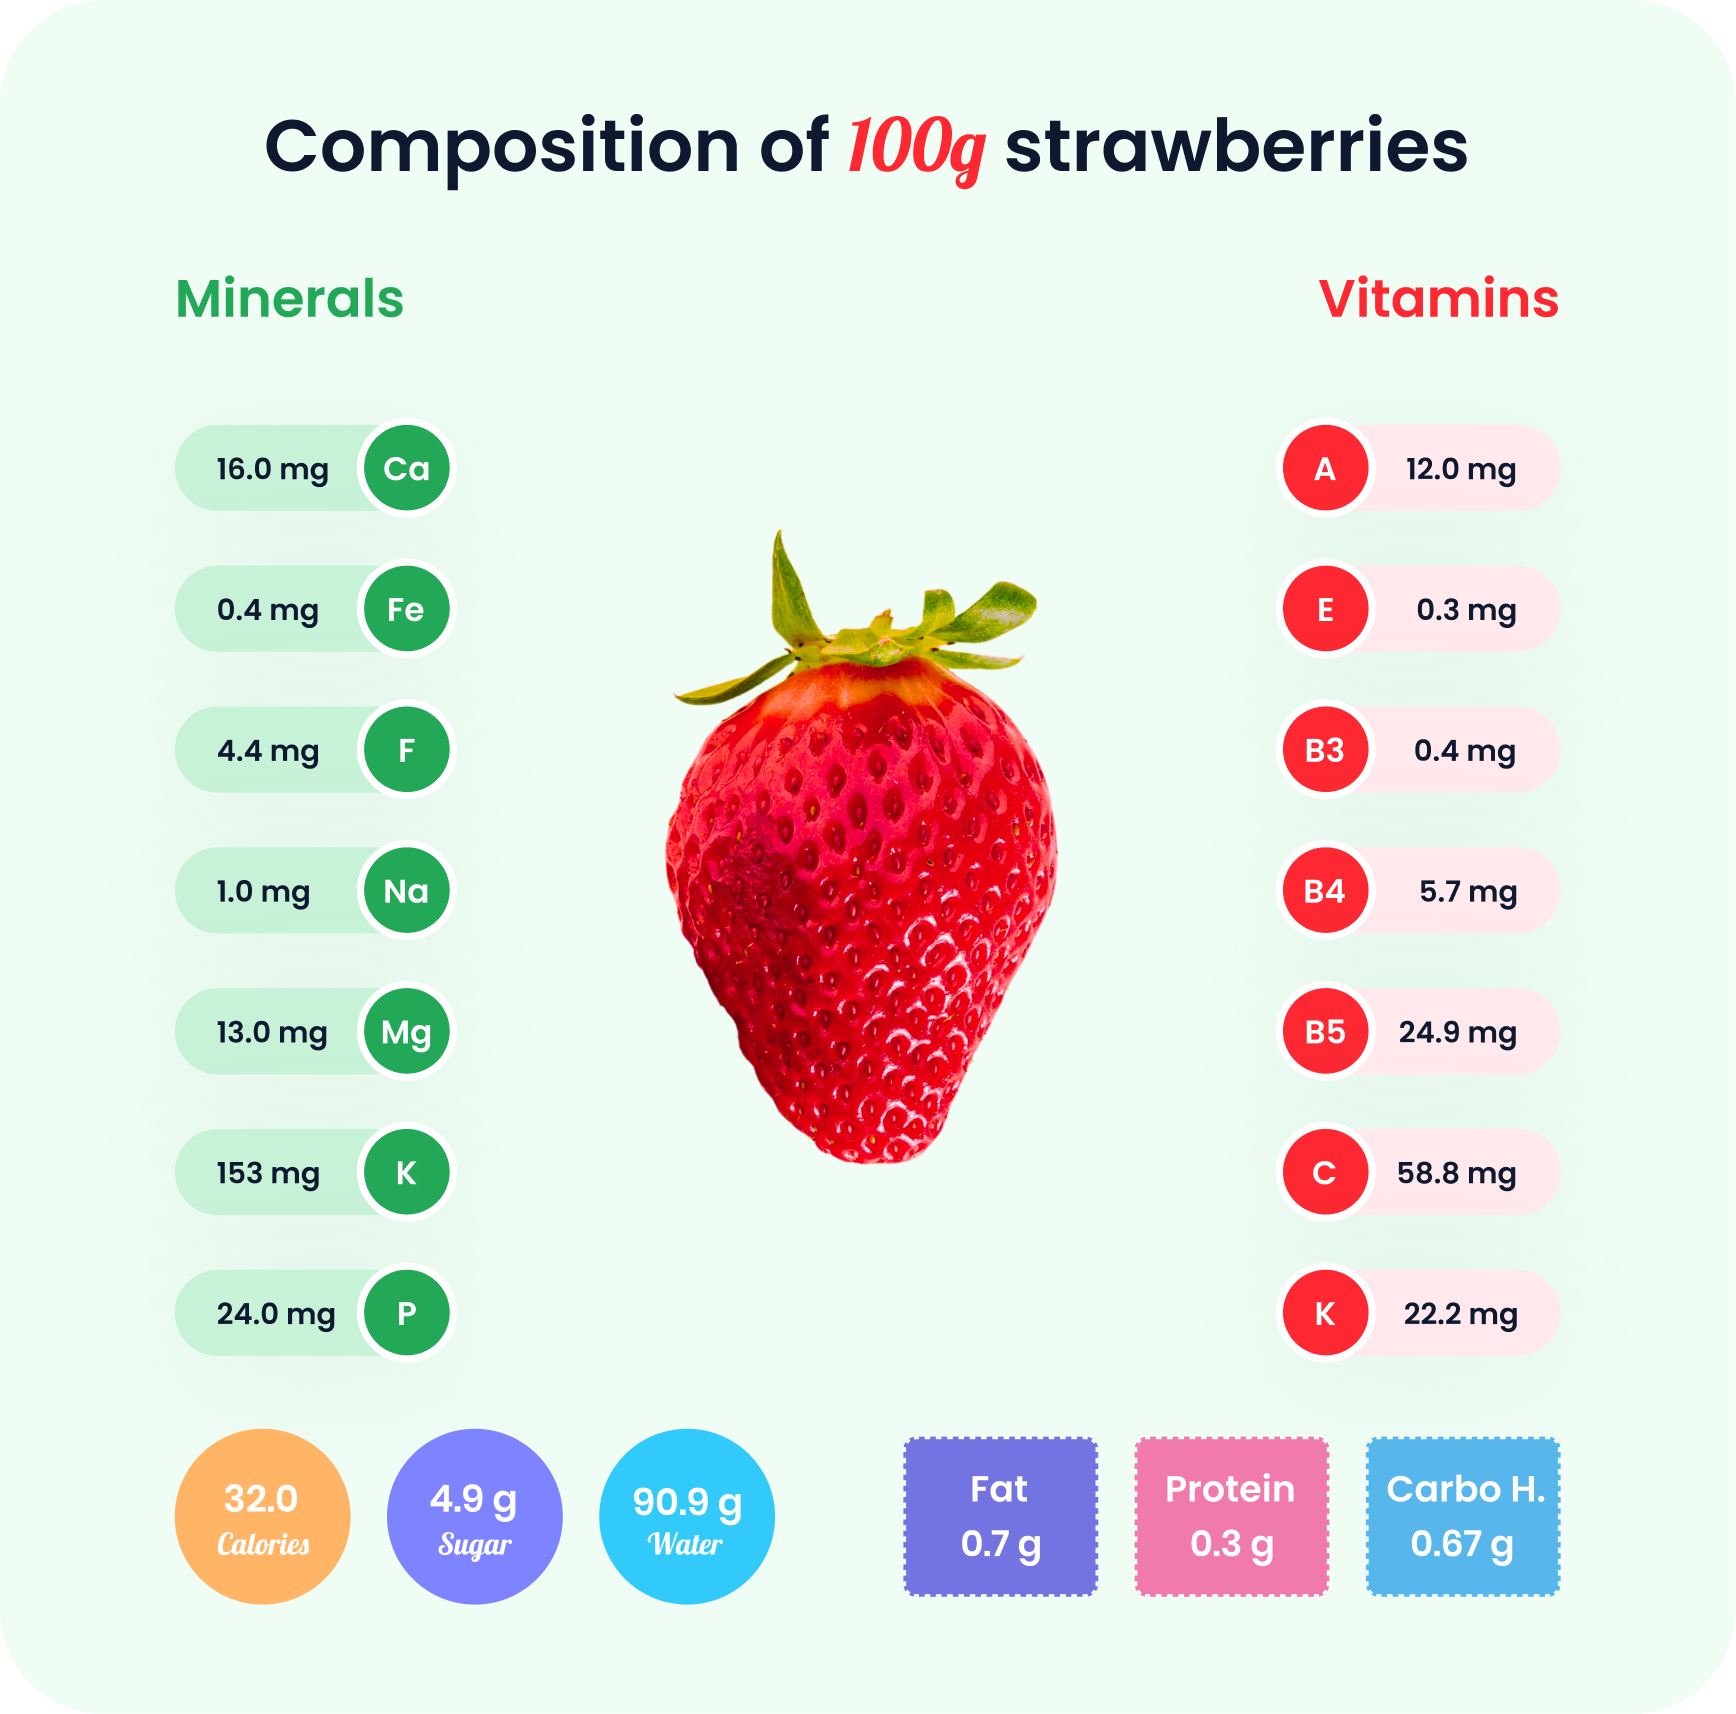 Composition of 100g strawberries
Minerals
16.0 mg Ca
0.4 mg Fe
4.4 mg F
1.0 mg Na
13.0 mg Mg
153 mg K
24.0 mg P
Vitamins
A 12.0 mg
E 0.3 mg
B3 0.4 mg
B4 5.7 mg
B5 24.9 mg
C 58.8 mg
K 22.2 mg
32.0
Calories
4.9 g
Sugar
90.9 g
Water
Fat
0.7 g
Protein
0.3 g
Carbo H.
0.67 g